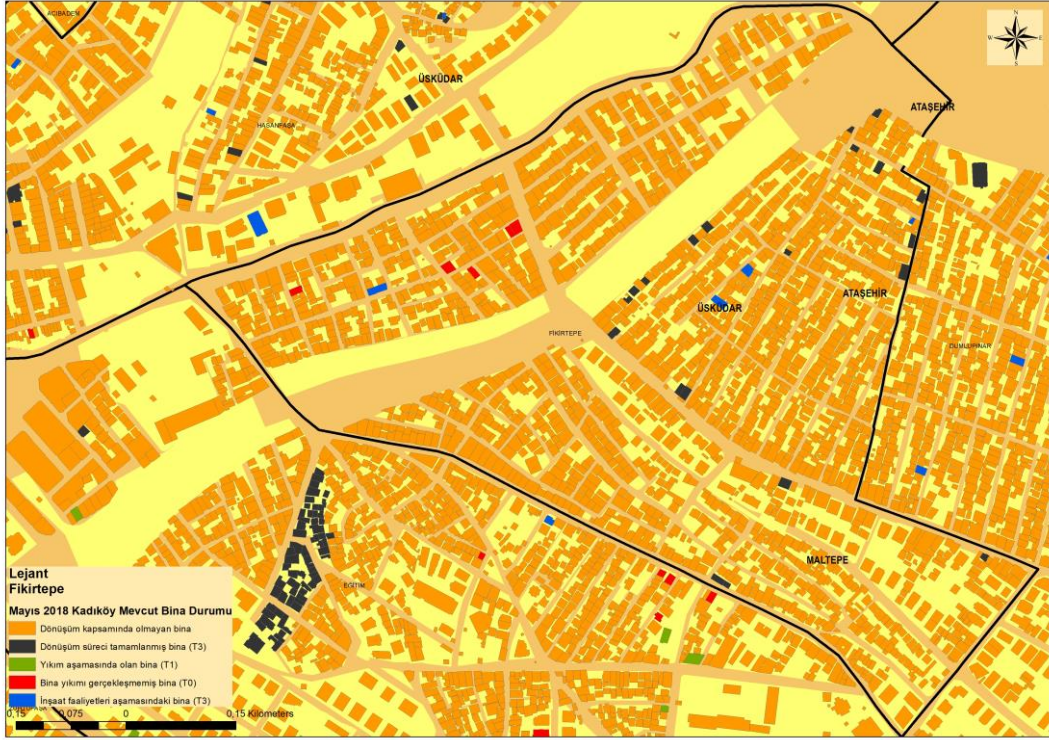 ACIBADEM
N
W E
S
ÜSKÜDAR
ATAŞEHİR
HASANPAŞA
ATAŞEHİR
ÜSKÜDAR
FİKİRTEPE
DUMLUPINAR
MALTEPE
EĞİTİM
Lejant
Fikirtepe
Mayıs 2018 Kadıköy Mevcut Bina Durumu
Dönüşüm kapsamında olmayan bina
Dönüşüm süreci tamamlanmış bina (T3)
Yıkım aşamasında olan bina (T1)
Bina yıkımı gerçekleşmemiş bina (T0)
İnşaat faaliyetleri aşamasındaki bina (T3)
0,15 0,075 0 0,15 Kilometers